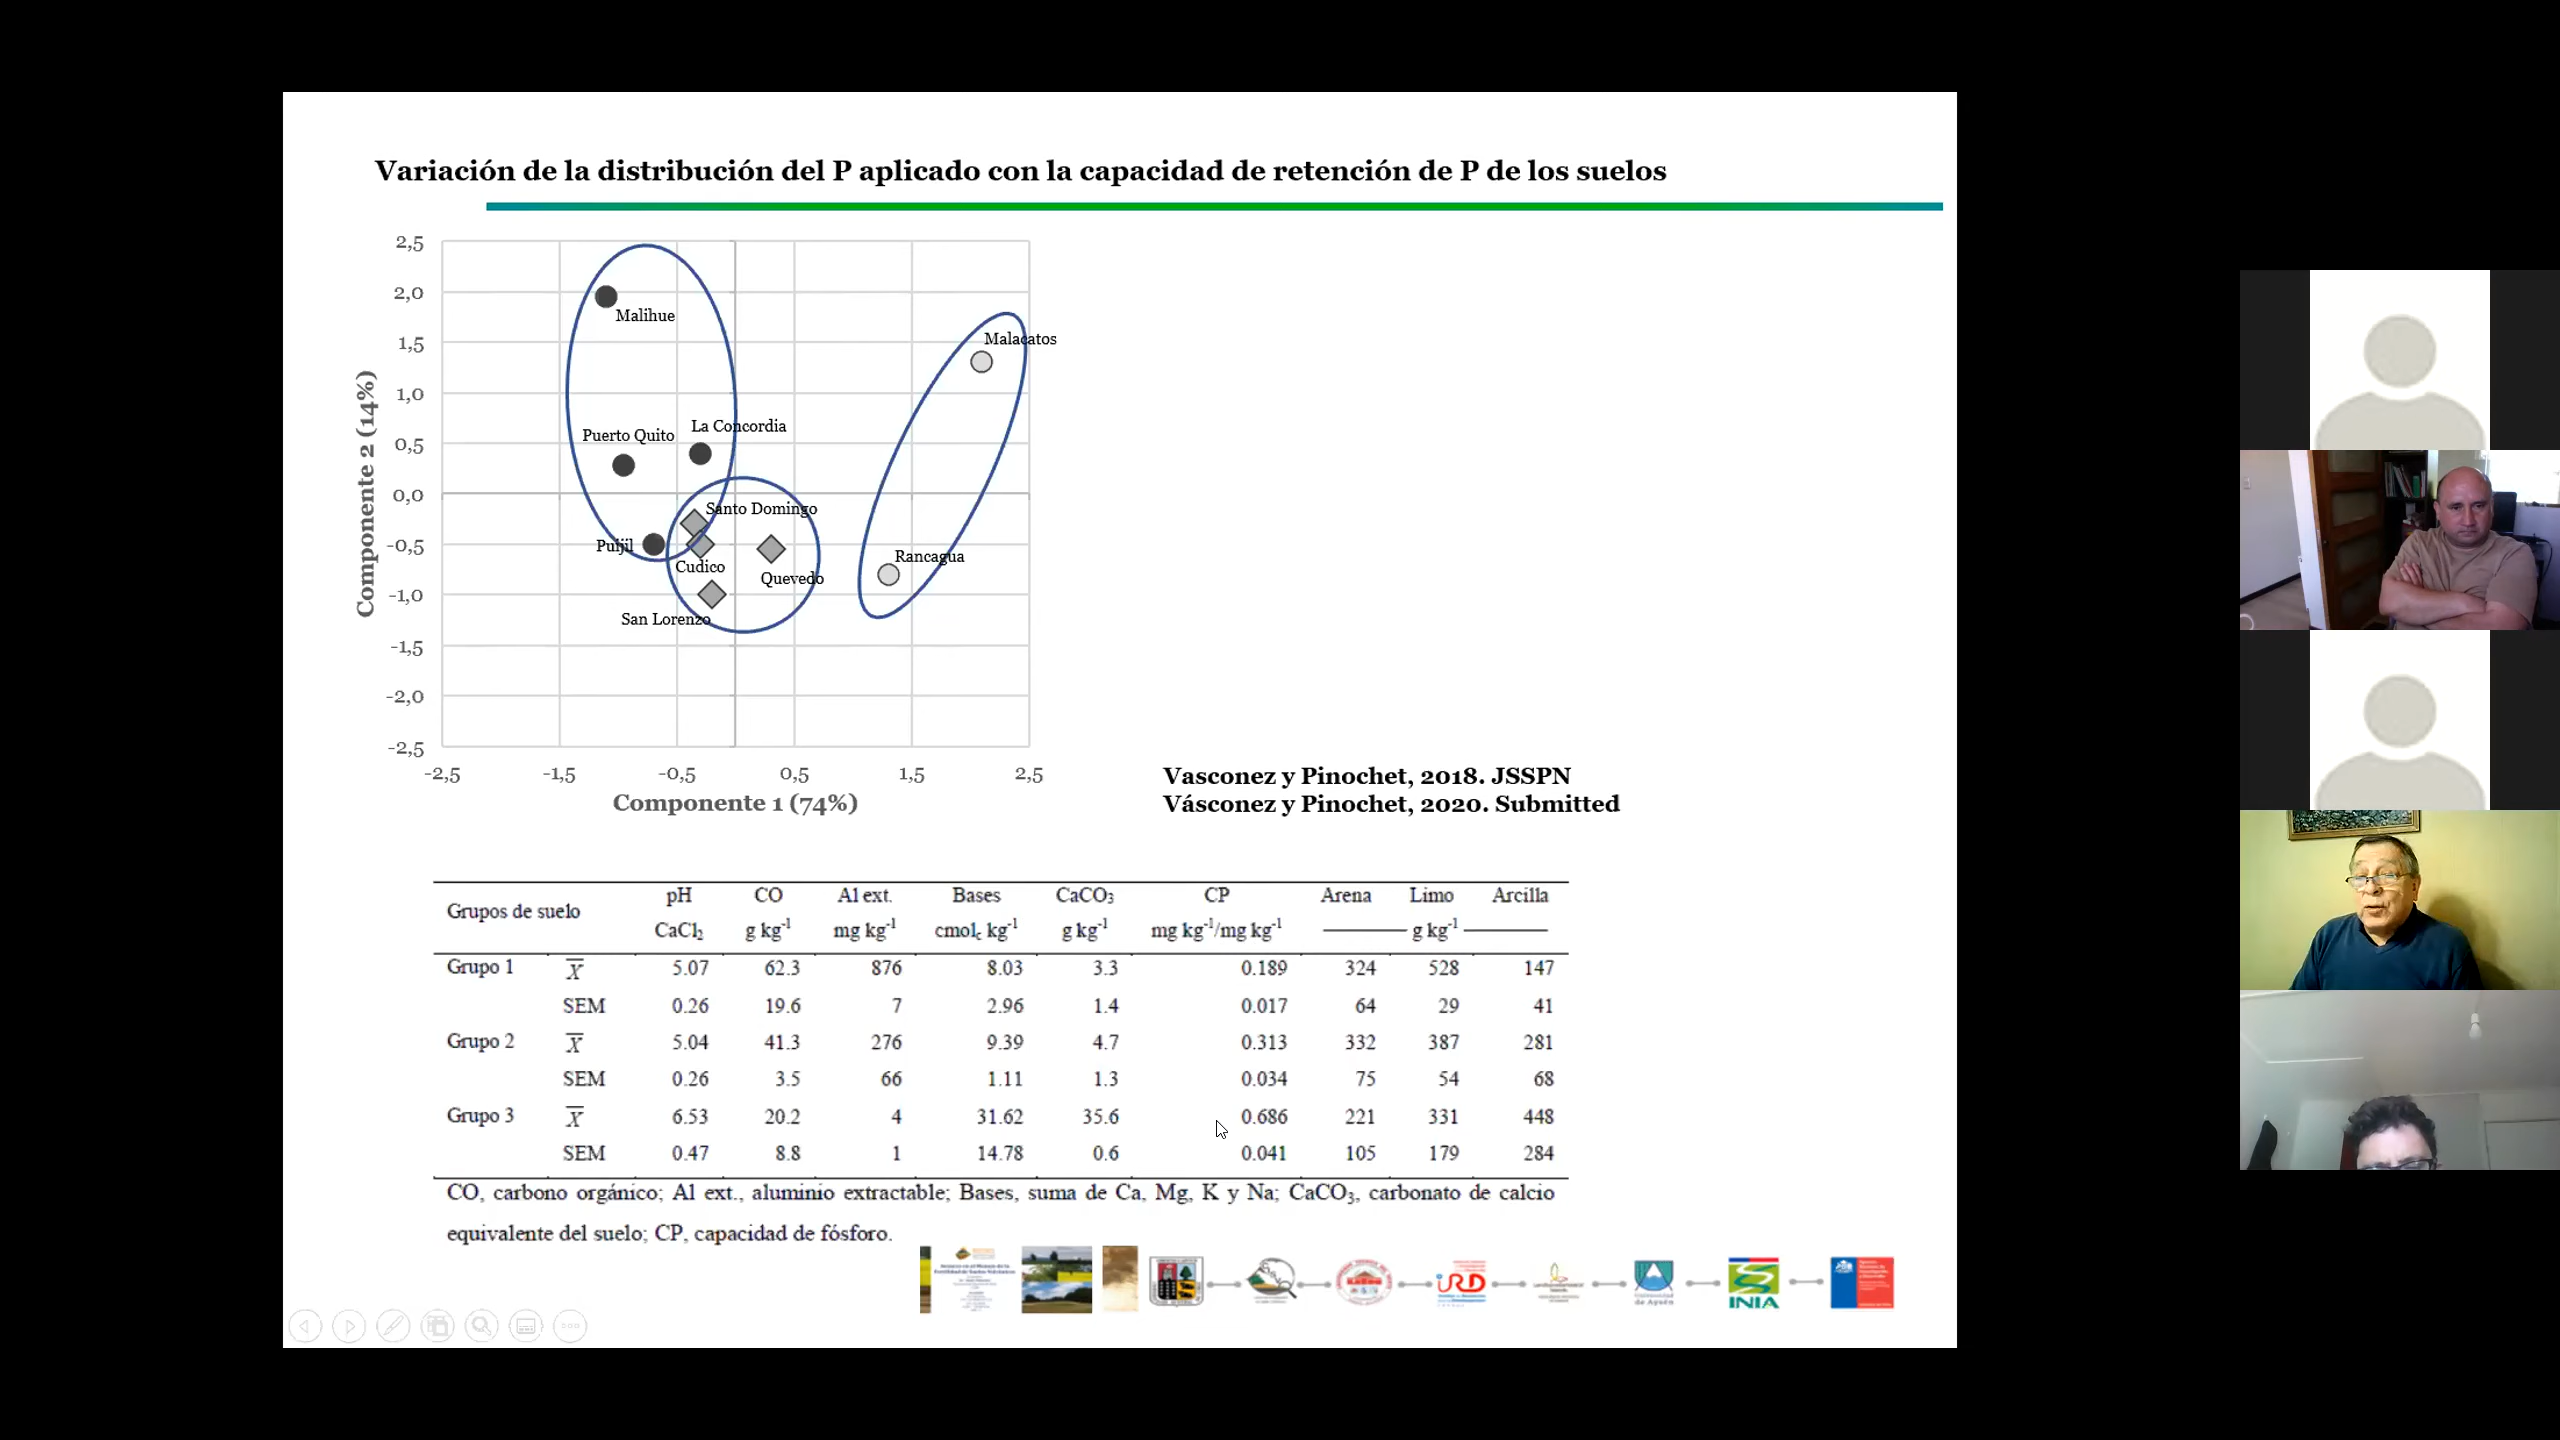 Variación de la distribución del P aplicado con la capacidad de retención de P de los suelos
2,5
2,0
1,5
1,0
0,5
0,0
-0,5
-1,0
-1,5
-2,0
-2,5
Componente 2 (14%)
Malihue
Malacatos
La Concordia
Puerto Quito
Santo Domingo
Pujil
Rancagua
Cudico
Quevedo
San Lorenzo
-2,5 -1,5 -0,5 0,5 1,5 2,5
Componente 1 (74%)
Vasconez y Pinochet, 2018. JSSPN
Vásconez y Pinochet, 2020. Submitted
Grupos de suelo pH CO Al ext. Bases CaCO₃ CP Arena Limo Arcilla
CaCl₂ g kg⁻¹ mg kg⁻¹ cmol꜀ kg⁻¹ g kg⁻¹ mg kg⁻¹/mg kg⁻¹ g kg⁻¹
Grupo 1 X̅ 5.07 62.3 876 8.03 3.3 0.189 324 528 147
SEM 0.26 19.6 7 2.96 1.4 0.017 64 29 41
Grupo 2 X̅ 5.04 41.3 276 9.39 4.7 0.313 332 387 281
SEM 0.26 3.5 66 1.11 1.3 0.034 75 54 68
Grupo 3 X̅ 6.53 20.2 4 31.62 35.6 0.686 221 331 448
SEM 0.47 8.8 1 14.78 0.6 0.041 105 179 284
CO, carbono orgánico; Al ext., aluminio extractable; Bases, suma de Ca, Mg, K y Na; CaCO₃, carbonato de calcio
equivalente del suelo; CP, capacidad de fósforo.
IRD
INIA